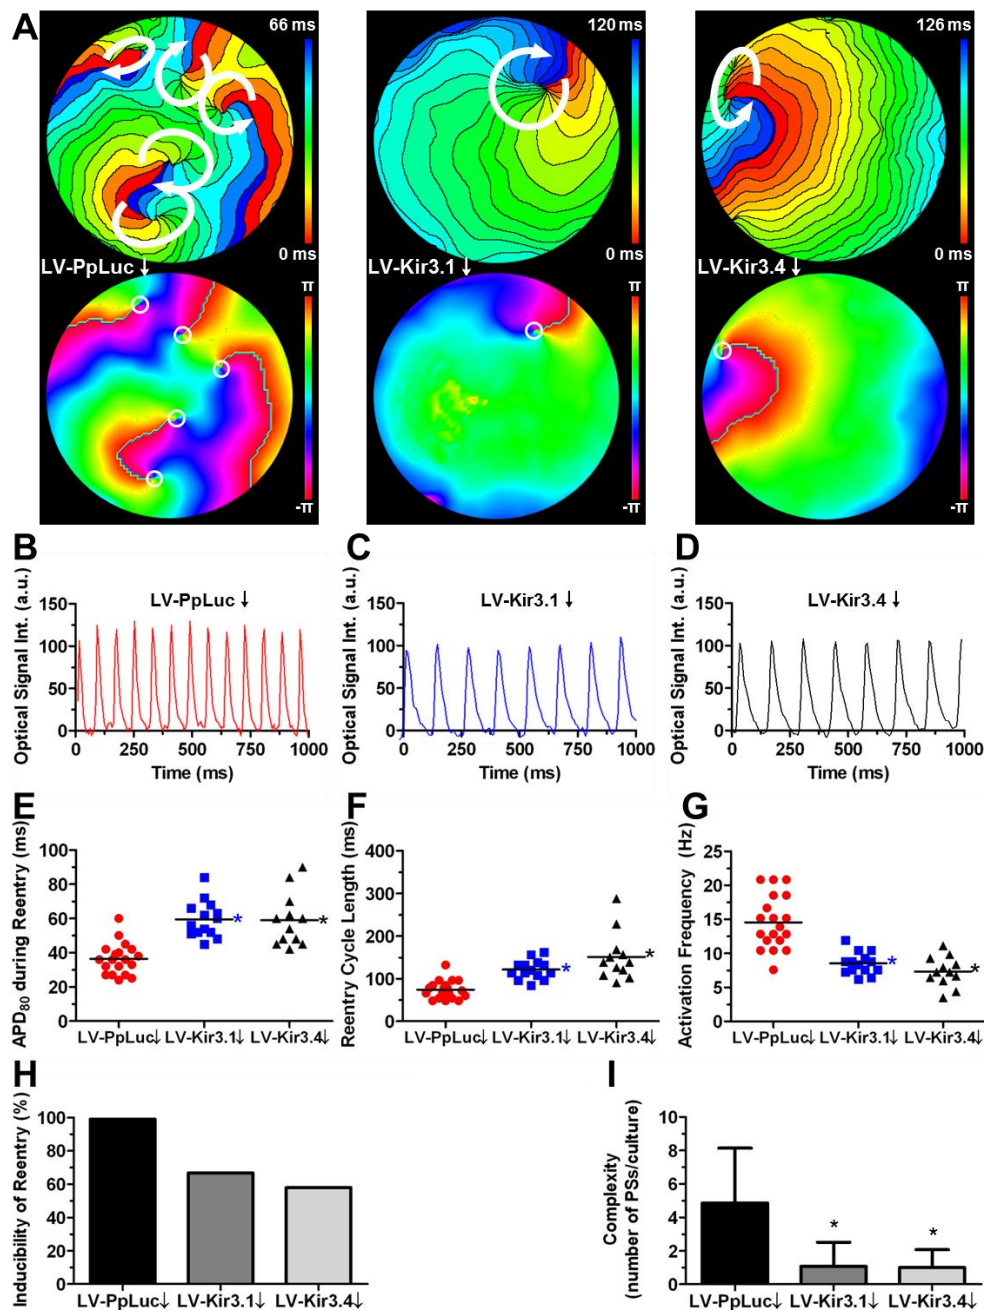 A
66 ms
120 ms
126 ms
0 ms
0 ms
0 ms
LV-PpLuc ↓
LV-Kir3.1 ↓
LV-Kir3.4 ↓
π
π
π
-π
-π
-π
B
C
D
LV-PpLuc ↓
LV-Kir3.1 ↓
LV-Kir3.4 ↓
Optical Signal Int. (a.u.)
150
100
50
0
0 250 500 750 1000
Time (ms)
Optical Signal Int. (a.u.)
150
100
50
0
0 250 500 750 1000
Time (ms)
Optical Signal Int. (a.u.)
150
100
50
0
0 250 500 750 1000
Time (ms)
E
APD80 during Reentry (ms)
100
80
60
40
20
0
*
*
LV-PpLuc↓ LV-Kir3.1↓ LV-Kir3.4↓
F
Reentry Cycle Length (ms)
400
300
200
100
0
*
*
LV-PpLuc↓ LV-Kir3.1↓ LV-Kir3.4↓
G
Activation Frequency (Hz)
25
20
15
10
5
0
*
*
LV-PpLuc↓ LV-Kir3.1↓ LV-Kir3.4↓
H
Inducibility of Reentry (%)
100
80
60
40
20
0
LV-PpLuc↓ LV-Kir3.1↓ LV-Kir3.4↓
I
Complexity
(number of PSs/culture)
10
8
6
4
2
0
*
*
LV-PpLuc↓ LV-Kir3.1↓ LV-Kir3.4↓